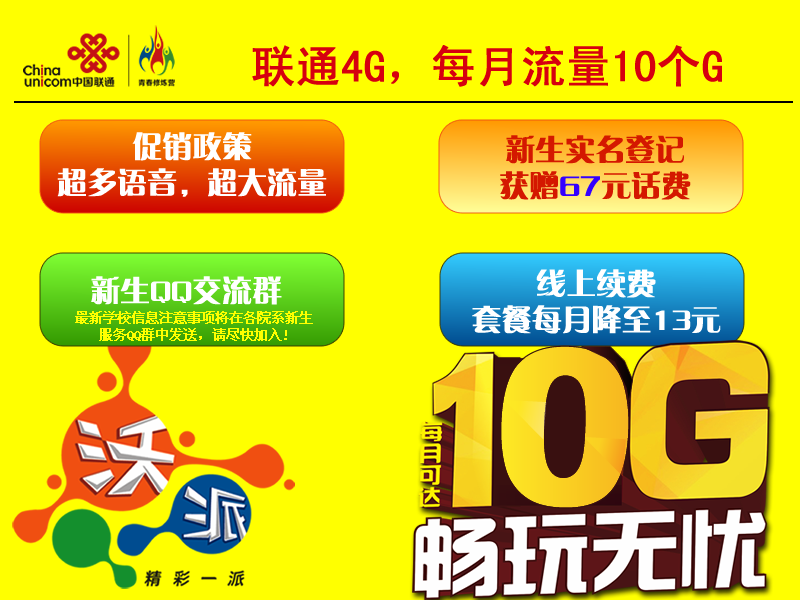 China
unicom中国联通
青春修炼营
联通4G，每月流量10个G
促销政策
超多语音，超大流量
新生实名登记
获赠67元话费
新生QQ交流群
最新学校信息注意事项将在各院系新生
服务QQ群中发送，请尽快加入！
线上续费
套餐每月降至13元
沃
派
精彩一派
每月可达
10G
畅玩无忧